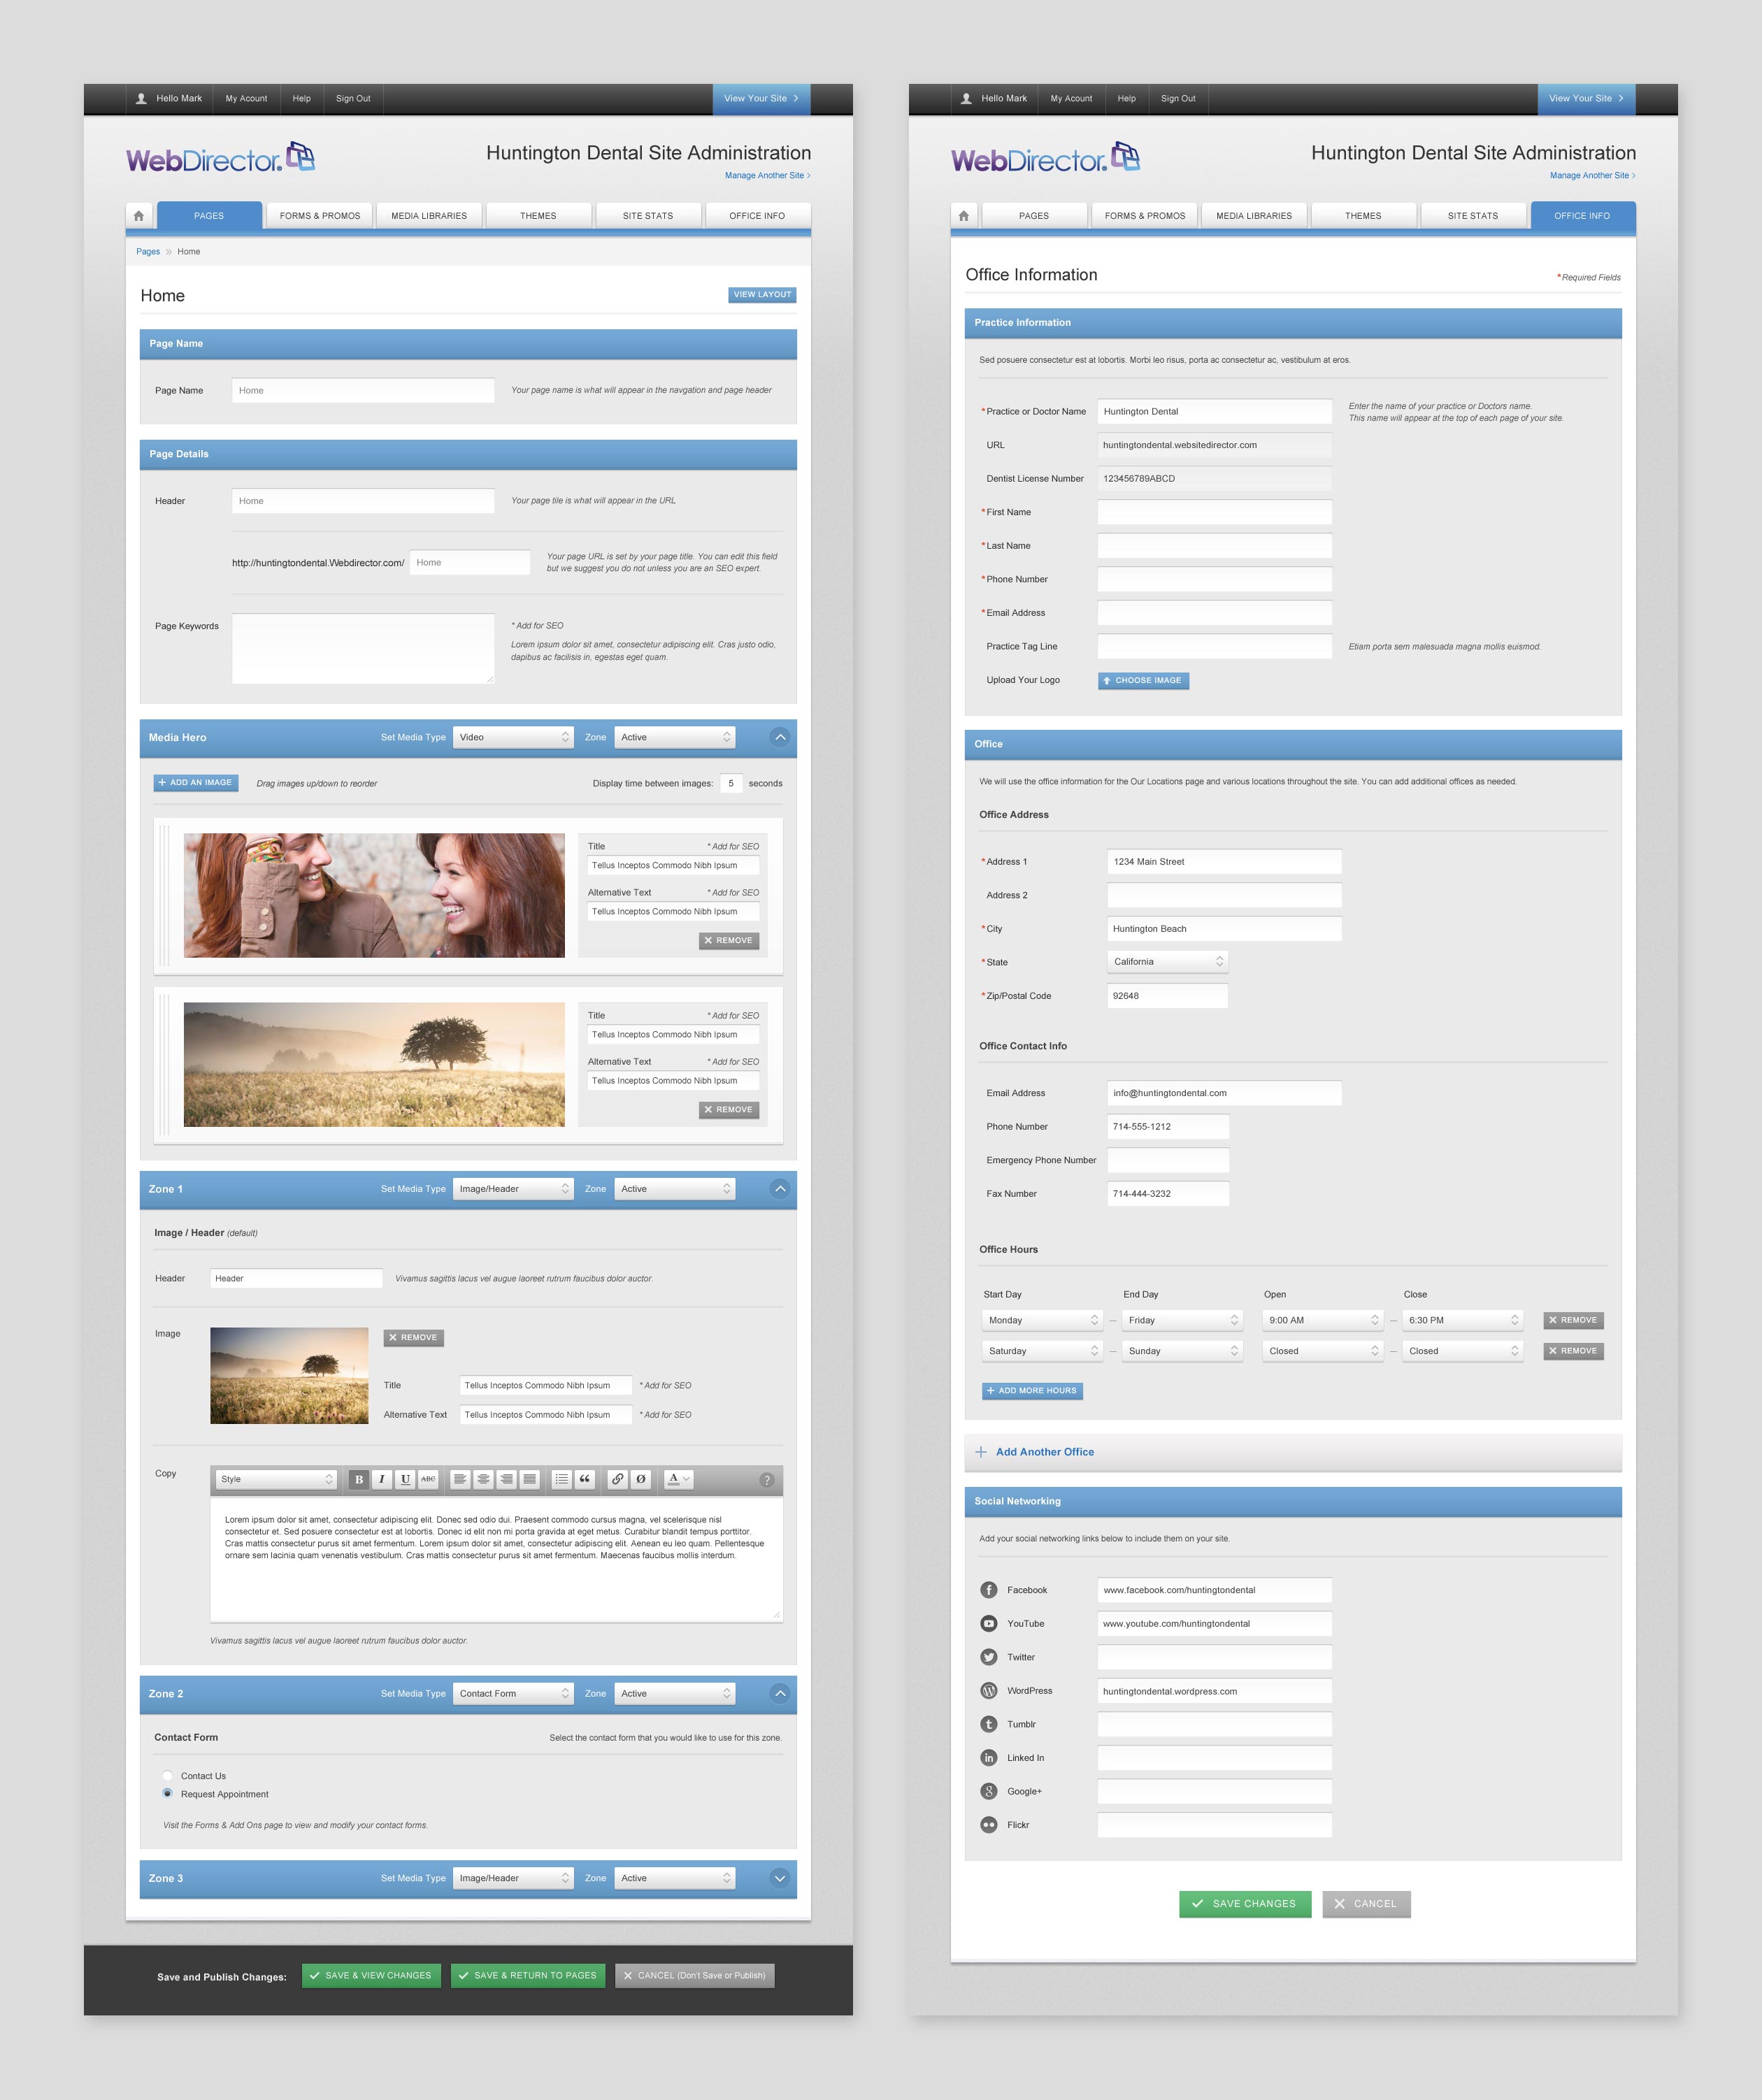 Hello Mark My Acount Help Sign Out View Your Site
WebDirector.
Huntington Dental Site Administration
Manage Another Site
PAGES FORMS & PROMOS MEDIA LIBRARIES THEMES SITE STATS OFFICE INFO
Pages » Home
Home VIEW LAYOUT
Page Name
Page Name Home Your page name is what will appear in the navgation and page header
Page Details
Header Home Your page tile is what will appear in the URL
http://huntingtondental.Webdirector.com/ Home Your page URL is set by your page title. You can edit this field
but we suggest you do not unless you are an SEO expert.
Page Keywords * Add for SEO
Lorem ipsum dolor sit amet, consectetur adipiscing elit. Cras justo odio,
dapibus ac facilisis in, egestas eget quam.
Media Hero Set Media Type Video Zone Active
+ ADD AN IMAGE Drag images up/down to reorder Display time between images: 5 seconds
Title * Add for SEO
Tellus Inceptos Commodo Nibh Ipsum
Alternative Text * Add for SEO
Tellus Inceptos Commodo Nibh Ipsum
REMOVE
Title * Add for SEO
Tellus Inceptos Commodo Nibh Ipsum
Alternative Text * Add for SEO
Tellus Inceptos Commodo Nibh Ipsum
REMOVE
Zone 1 Set Media Type Image/Header Zone Active
Image / Header (default)
Header Header Vivamus sagittis lacus vel augue laoreet rutrum faucibus dolor auctor.
Image REMOVE
Title Tellus Inceptos Commodo Nibh Ipsum * Add for SEO
Alternative Text Tellus Inceptos Commodo Nibh Ipsum * Add for SEO
Copy Style B I U ABC “ Ø A ?
Lorem ipsum dolor sit amet, consectetur adipiscing elit. Donec sed odio dui. Praesent commodo cursus magna, vel scelerisque nisl
consectetur et. Sed posuere consectetur est at lobortis. Donec id elit non mi porta gravida at eget metus. Curabitur blandit tempus porttitor.
Cras mattis consectetur purus sit amet fermentum. Lorem ipsum dolor sit amet, consectetur adipiscing elit. Aenean eu leo quam. Pellentesque
ornare sem lacinia quam venenatis vestibulum. Cras mattis consectetur purus sit amet fermentum. Maecenas faucibus mollis interdum.
Vivamus sagittis lacus vel augue laoreet rutrum faucibus dolor auctor.
Zone 2 Set Media Type Contact Form Zone Active
Contact Form Select the contact form that you would like to use for this zone.
Contact Us
Request Appointment
Visit the Forms & Add Ons page to view and modify your contact forms.
Zone 3 Set Media Type Image/Header Zone Active
Save and Publish Changes: SAVE & VIEW CHANGES SAVE & RETURN TO PAGES CANCEL (Don't Save or Publish)
Hello Mark My Acount Help Sign Out View Your Site
WebDirector.
Huntington Dental Site Administration
Manage Another Site
PAGES FORMS & PROMOS MEDIA LIBRARIES THEMES SITE STATS OFFICE INFO
Office Information *Required Fields
Practice Information
Sed posuere consectetur est at lobortis. Morbi leo risus, porta ac consectetur ac, vestibulum at eros.
*Practice or Doctor Name Huntington Dental Enter the name of your practice or Doctors name.
This name will appear at the top of each page of your site.
URL huntingtondental.websitedirector.com
Dentist License Number 123456789ABCD
*First Name
*Last Name
*Phone Number
*Email Address
Practice Tag Line Etiam porta sem malesuada magna mollis euismod.
Upload Your Logo CHOOSE IMAGE
Office
We will use the office information for the Our Locations page and various locations throughout the site. You can add additional offices as needed.
Office Address
*Address 1 1234 Main Street
Address 2
*City Huntington Beach
*State California
*Zip/Postal Code 92648
Office Contact Info
Email Address info@huntingtondental.com
Phone Number 714-555-1212
Emergency Phone Number
Fax Number 714-444-3232
Office Hours
Start Day End Day Open Close
Monday – Friday 9:00 AM – 6:30 PM REMOVE
Saturday – Sunday Closed – Closed REMOVE
+ ADD MORE HOURS
+ Add Another Office
Social Networking
Add your social networking links below to include them on your site.
Facebook www.facebook.com/huntingtondental
YouTube www.youtube.com/huntingtondental
Twitter
WordPress huntingtondental.wordpress.com
Tumblr
Linked In
Google+
Flickr
SAVE CHANGES CANCEL